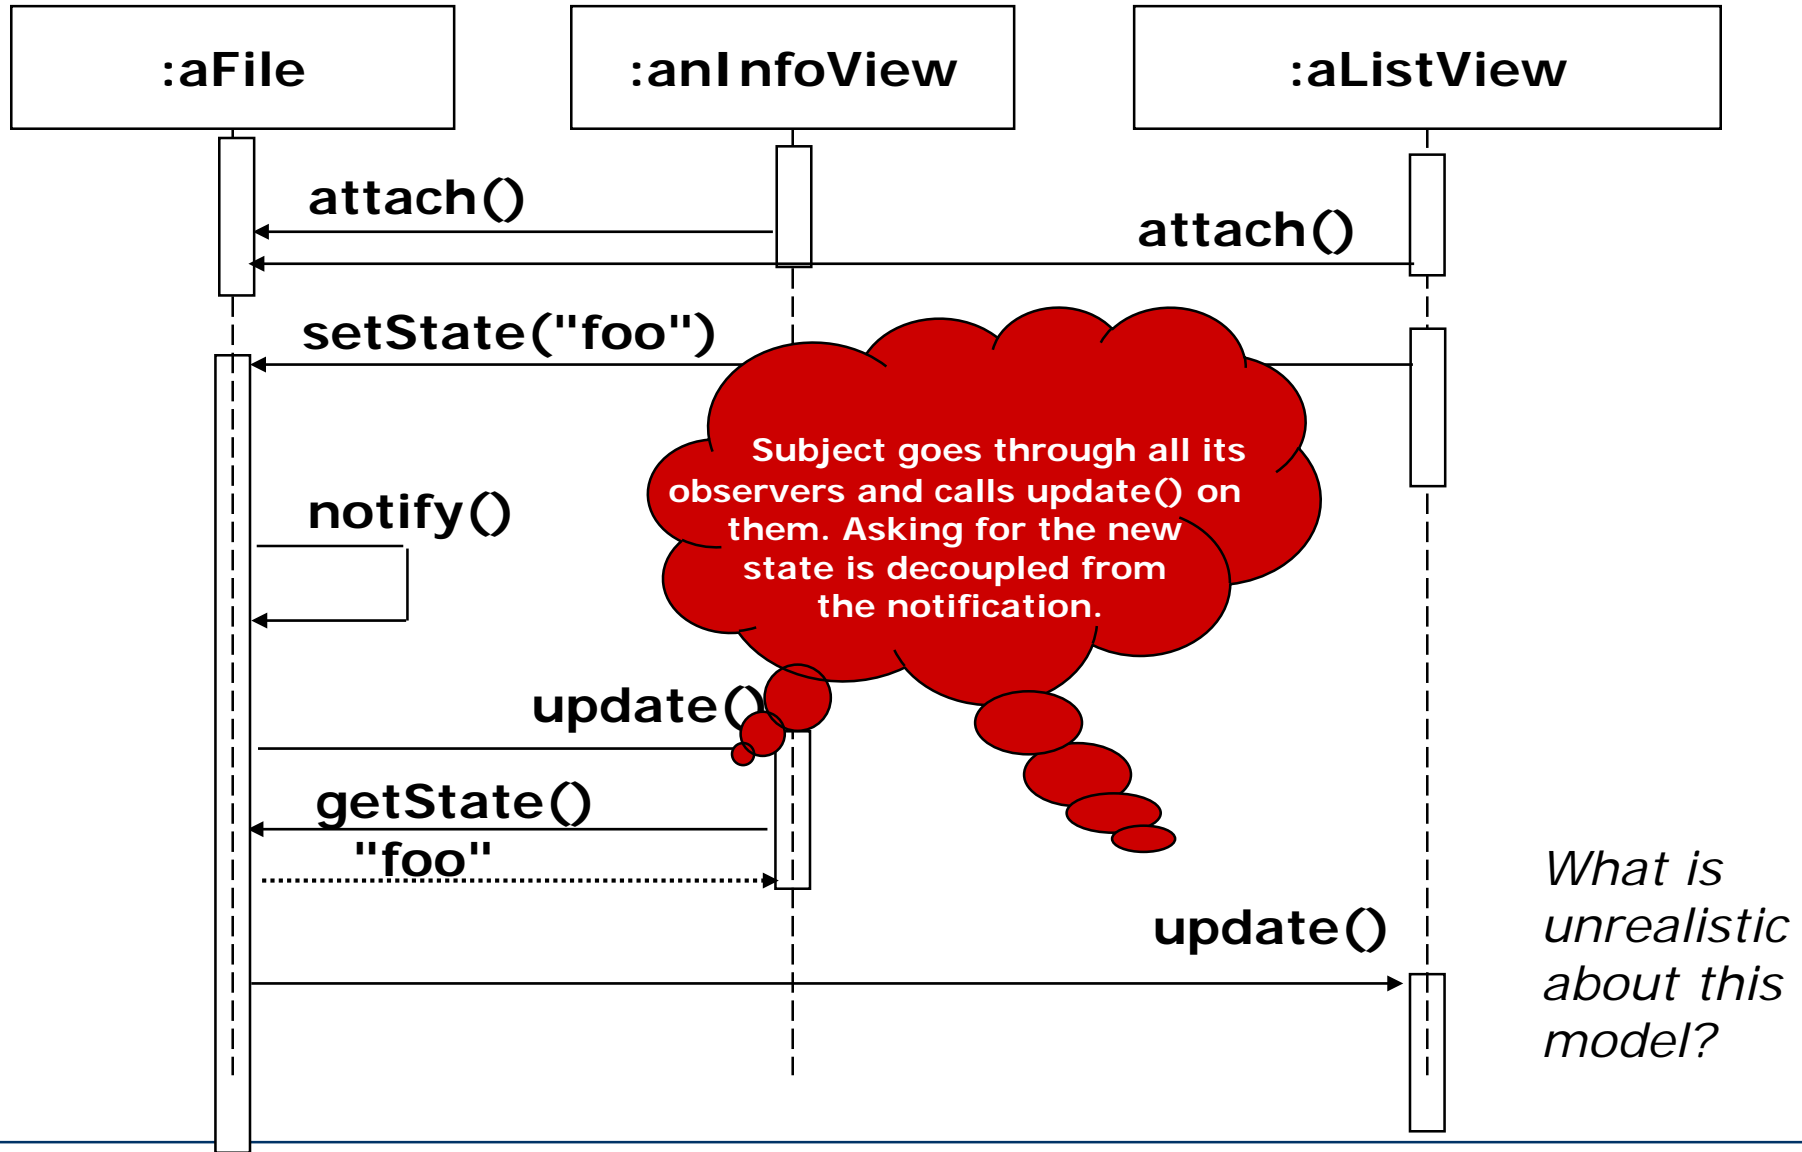 :aFile
:anInfoView
:aListView
attach()
attach()
setState("foo")
Subject goes through all its
observers and calls update() on
them. Asking for the new
state is decoupled from
the notification.
notify()
update()
getState()
"foo"
update()
What is
unrealistic
about this
model?